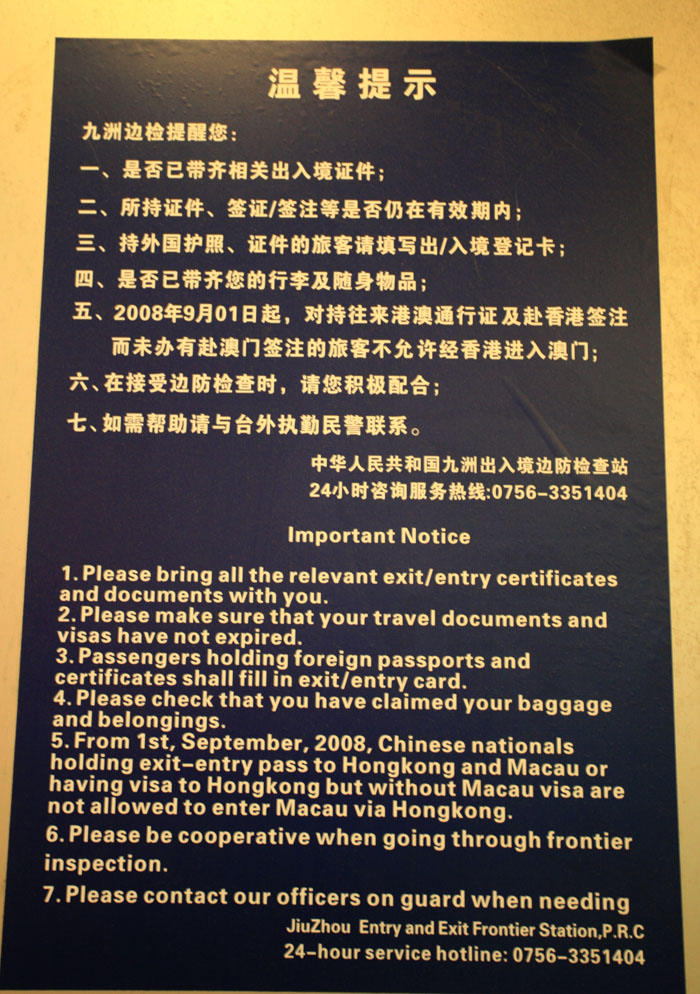 温馨提示
九洲边检提醒您:
一、是否已带齐相关出入境证件;
二、所持证件、签证/签注等是否仍在有效期内;
三、持外国护照、证件的旅客请填写出/入境登记卡;
四、是否已带齐您的行李及随身物品;
五、2008年9月01日起，对持往来港澳通行证及赴香港签注
而未办有赴澳门签注的旅客不允许经香港进入澳门;
六、在接受边防检查时，请您积极配合;
七、如需帮助请与台外执勤民警联系。
中华人民共和国九洲出入境边防检查站
24小时咨询服务热线:0756-3351404
Important Notice
1.Please bring all the relevant exit/entry certificates
and documents with you.
2.Please make sure that your travel documents and
visas have not expired.
3.Passengers holding foreign passports and
certificates shall fill in exit/entry card.
4.Please check that you have claimed your baggage
and belongings.
5.From 1st, September, 2008, Chinese nationals
holding exit-entry pass to Hongkong and Macau or
having visa to Hongkong but without Macau visa are
not allowed to enter Macau via Hongkong.
6.Please be cooperative when going through frontier
inspection.
7.Please contact our officers on guard when needing
JiuZhou Entry and Exit Frontier Station,P.R.C
24-hour service hotline: 0756-3351404